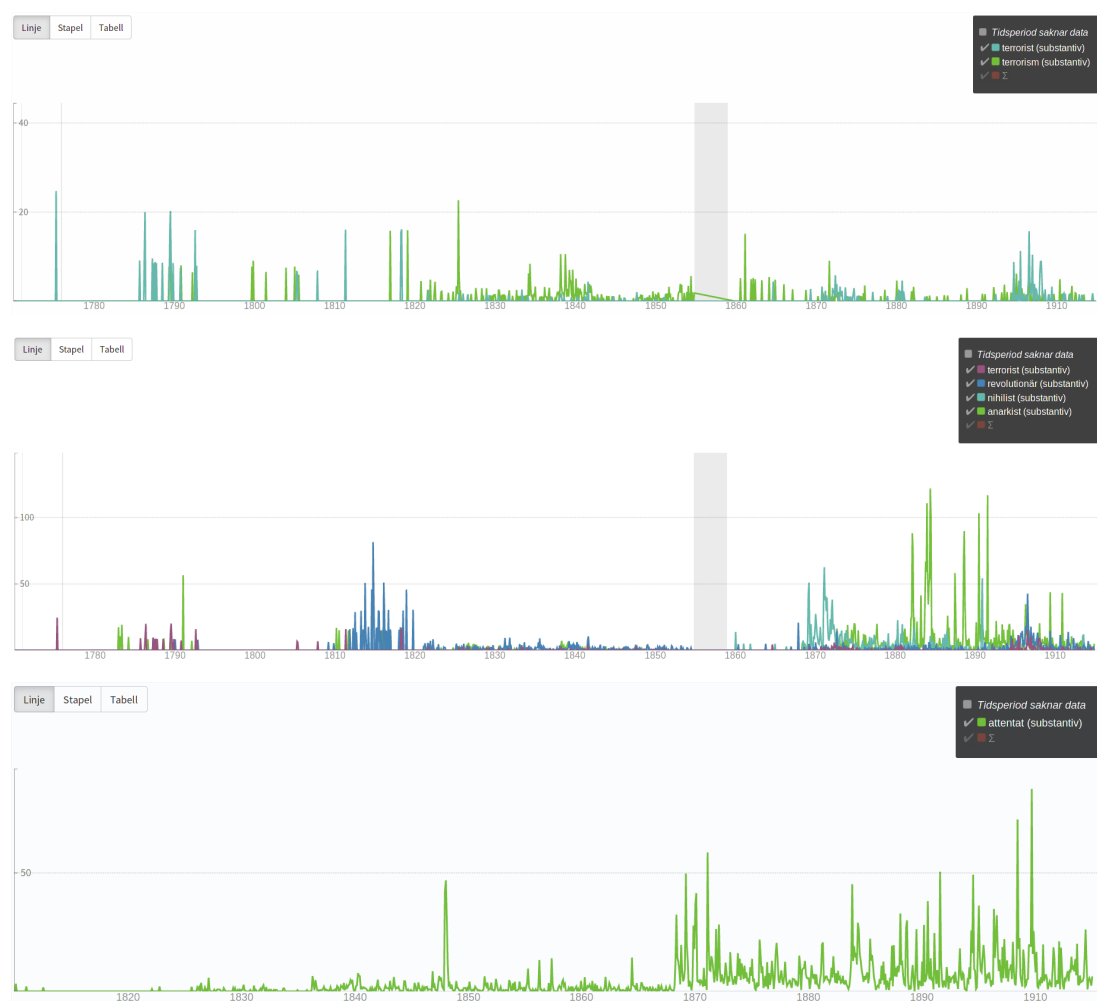 Linje Stapel Tabell
Tidsperiod saknar data
terrorist (substantiv)
terrorism (substantiv)
Σ
40
20
1780 1790 1800 1810 1820 1830 1840 1850 1860 1870 1880 1890 1900 1910
Linje Stapel Tabell
Tidsperiod saknar data
terrorist (substantiv)
revolutionär (substantiv)
nihilist (substantiv)
anarkist (substantiv)
Σ
100
50
1780 1790 1800 1810 1820 1830 1840 1850 1860 1870 1880 1890 1900 1910
Linje Stapel Tabell
Tidsperiod saknar data
attentat (substantiv)
Σ
50
1820 1830 1840 1850 1860 1870 1880 1890 1900 1910